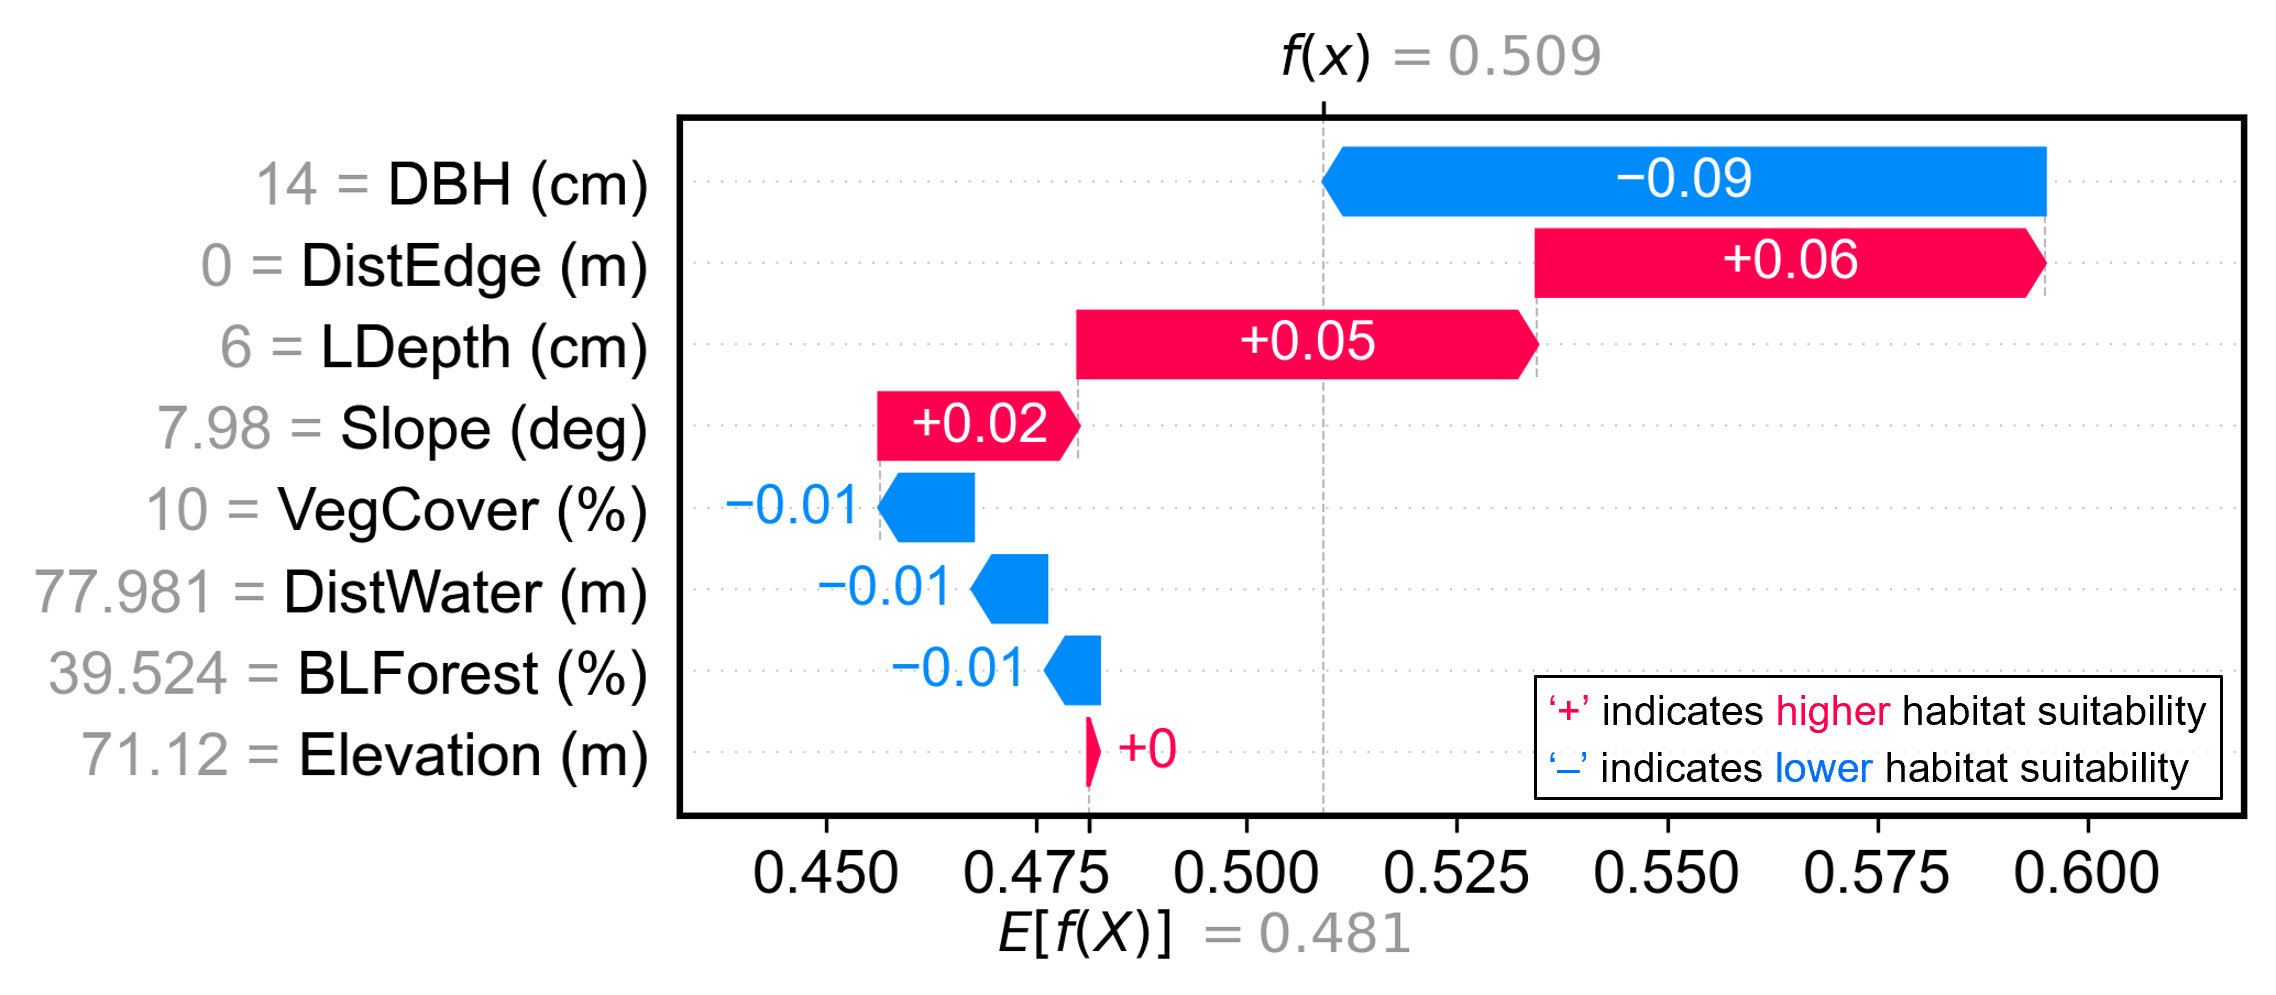 f(x) = 0.509
14 = DBH (cm)
−0.09
0 = DistEdge (m)
+0.06
6 = LDepth (cm)
+0.05
7.98 = Slope (deg)
+0.02
10 = VegCover (%)
−0.01
77.981 = DistWater (m)
−0.01
39.524 = BLForest (%)
−0.01
71.12 = Elevation (m)
+0
‘+’ indicates higher habitat suitability
‘–’ indicates lower habitat suitability
0.450 0.475 0.500 0.525 0.550 0.575 0.600
E[f(X)] = 0.481